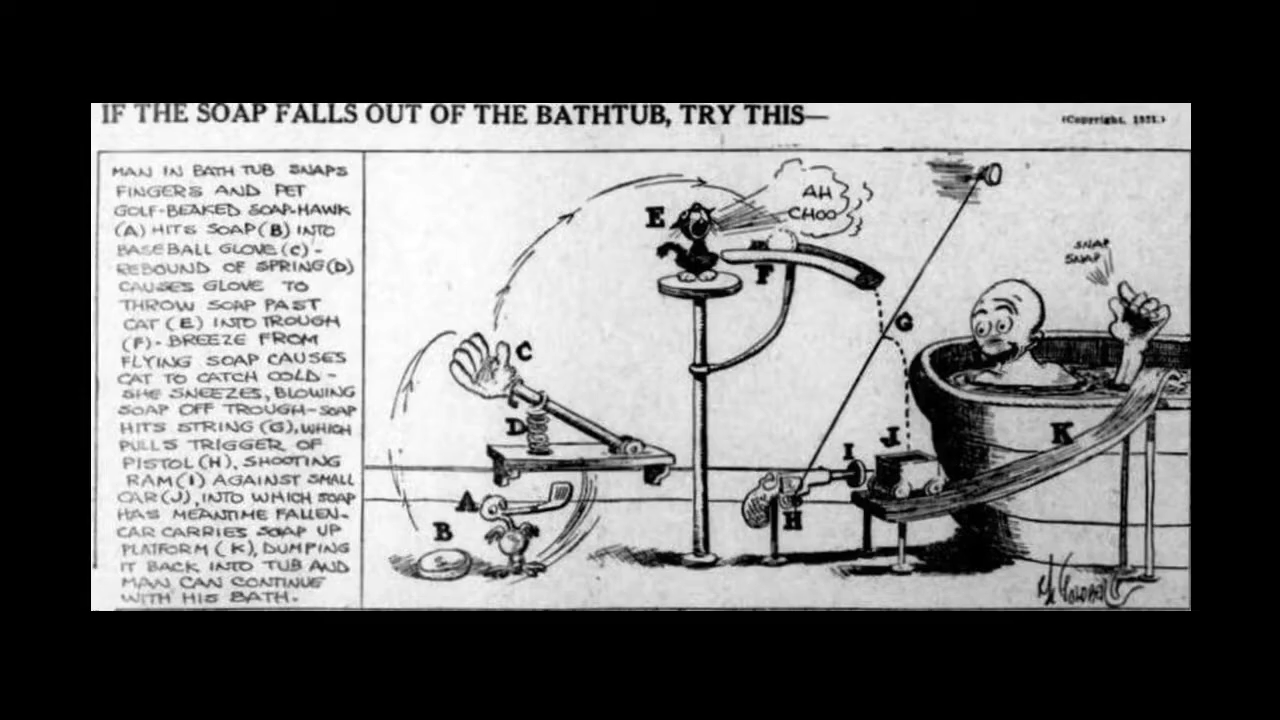 IF THE SOAP FALLS OUT OF THE BATHTUB, TRY THIS—
(Copyright, 1921.)
MAN IN BATH TUB SNAPS
FINGERS AND PET
GOLF-BEAKED SOAP-HAWK
(A) HITS SOAP (B) INTO
BASEBALL GLOVE (C) -
REBOUND OF SPRING (D)
CAUSES GLOVE TO
THROW SOAP PAST
CAT (E) INTO TROUGH
(F)- BREEZE FROM
FLYING SOAP CAUSES
CAT TO CATCH COLD -
SHE SNEEZES, BLOWING
SOAP OFF TROUGH-SOAP
HITS STRING (G), WHICH
PULLS TRIGGER OF
PISTOL (H), SHOOTING
RAM (I) AGAINST SMALL
CAR (J), INTO WHICH SOAP
HAS MEANTIME FALLEN-
CAR CARRIES SOAP UP
PLATFORM (K), DUMPING
IT BACK INTO TUB AND
MAN CAN CONTINUE
WITH HIS BATH.
AH
CHOO
E
F
SNAP
SNAP
G
C
D
K
I
J
A
H
B